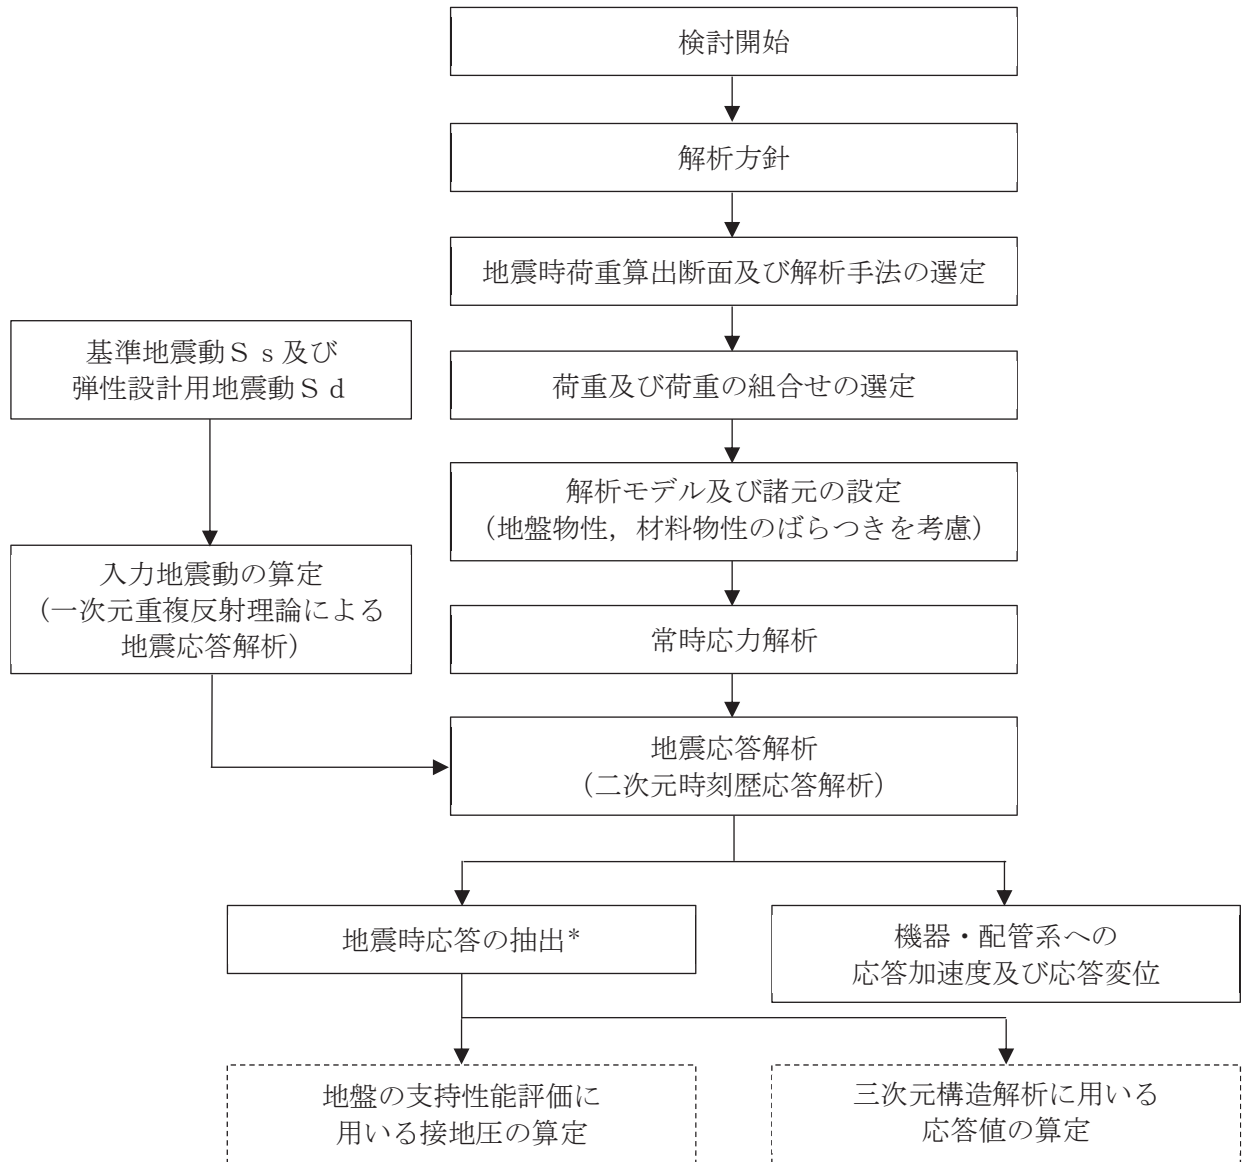 検討開始
解析方針
地震時荷重算出断面及び解析手法の選定
基準地震動Ｓｓ及び
弾性設計用地震動Ｓｄ
荷重及び荷重の組合せの選定
解析モデル及び諸元の設定
（地盤物性，材料物性のばらつきを考慮）
入力地震動の算定
（一次元重複反射理論による
地震応答解析）
常時応力解析
地震応答解析
（二次元時刻歴応答解析）
地震時応答の抽出*
機器・配管系への
応答加速度及び応答変位
地盤の支持性能評価に
用いる接地圧の算定
三次元構造解析に用いる
応答値の算定